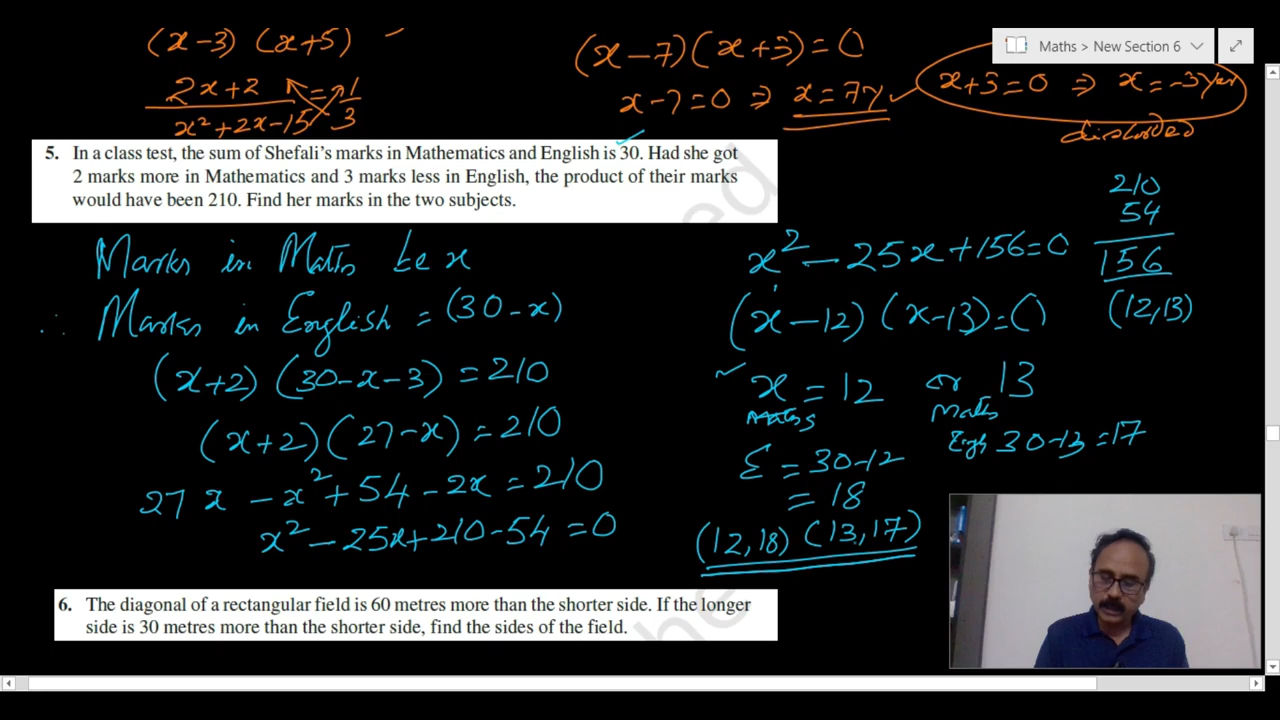 (x-3) (x+5)
2x+2 / x²+2x-15 = 1/3
(x-7)(x+3)=0
x-7=0 ⇒ x=7y
Maths > New Section 6
x+3=0 ⇒ x=-3 year
discarded
5. In a class test, the sum of Shefali's marks in Mathematics and English is 30. Had she got
2 marks more in Mathematics and 3 marks less in English, the product of their marks
would have been 210. Find her marks in the two subjects.
Marks in Maths be x
∴ Marks in English = (30-x)
(x+2) (30-x-3) = 210
(x+2) (27-x) = 210
27x - x² + 54 - 2x = 210
x² - 25x + 210-54 = 0
x² - 25x + 156 = 0
(x-12) (x-13) = 0
x = 12 or 13
Maths Maths
E = 30-12
= 18
Eng 30-13 = 17
(12,18) (13,17)
210
54
156
(12,13)
6. The diagonal of a rectangular field is 60 metres more than the shorter side. If the longer
side is 30 metres more than the shorter side, find the sides of the field.